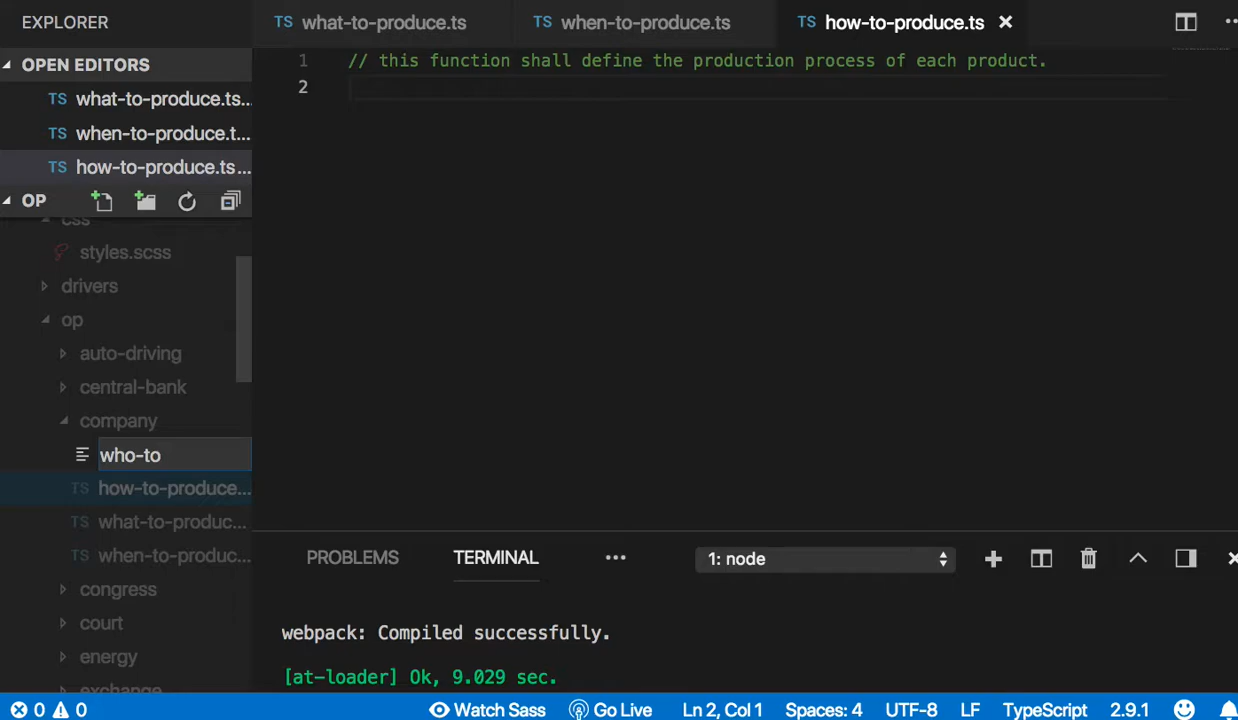 EXPLORER
TS what-to-produce.ts
TS when-to-produce.ts
TS how-to-produce.ts
OPEN EDITORS
TS what-to-produce.ts...
TS when-to-produce.t...
TS how-to-produce.ts...
OP
css
styles.scss
drivers
op
auto-driving
central-bank
company
who-to
TS how-to-produce...
TS what-to-produc...
TS when-to-produc...
congress
court
energy
exchange
1 // this function shall define the production process of each product.
2
PROBLEMS
TERMINAL
1: node
webpack: Compiled successfully.
[at-loader] Ok, 9.029 sec.
0 0
Watch Sass
Go Live
Ln 2, Col 1
Spaces: 4
UTF-8
LF
TypeScript
2.9.1